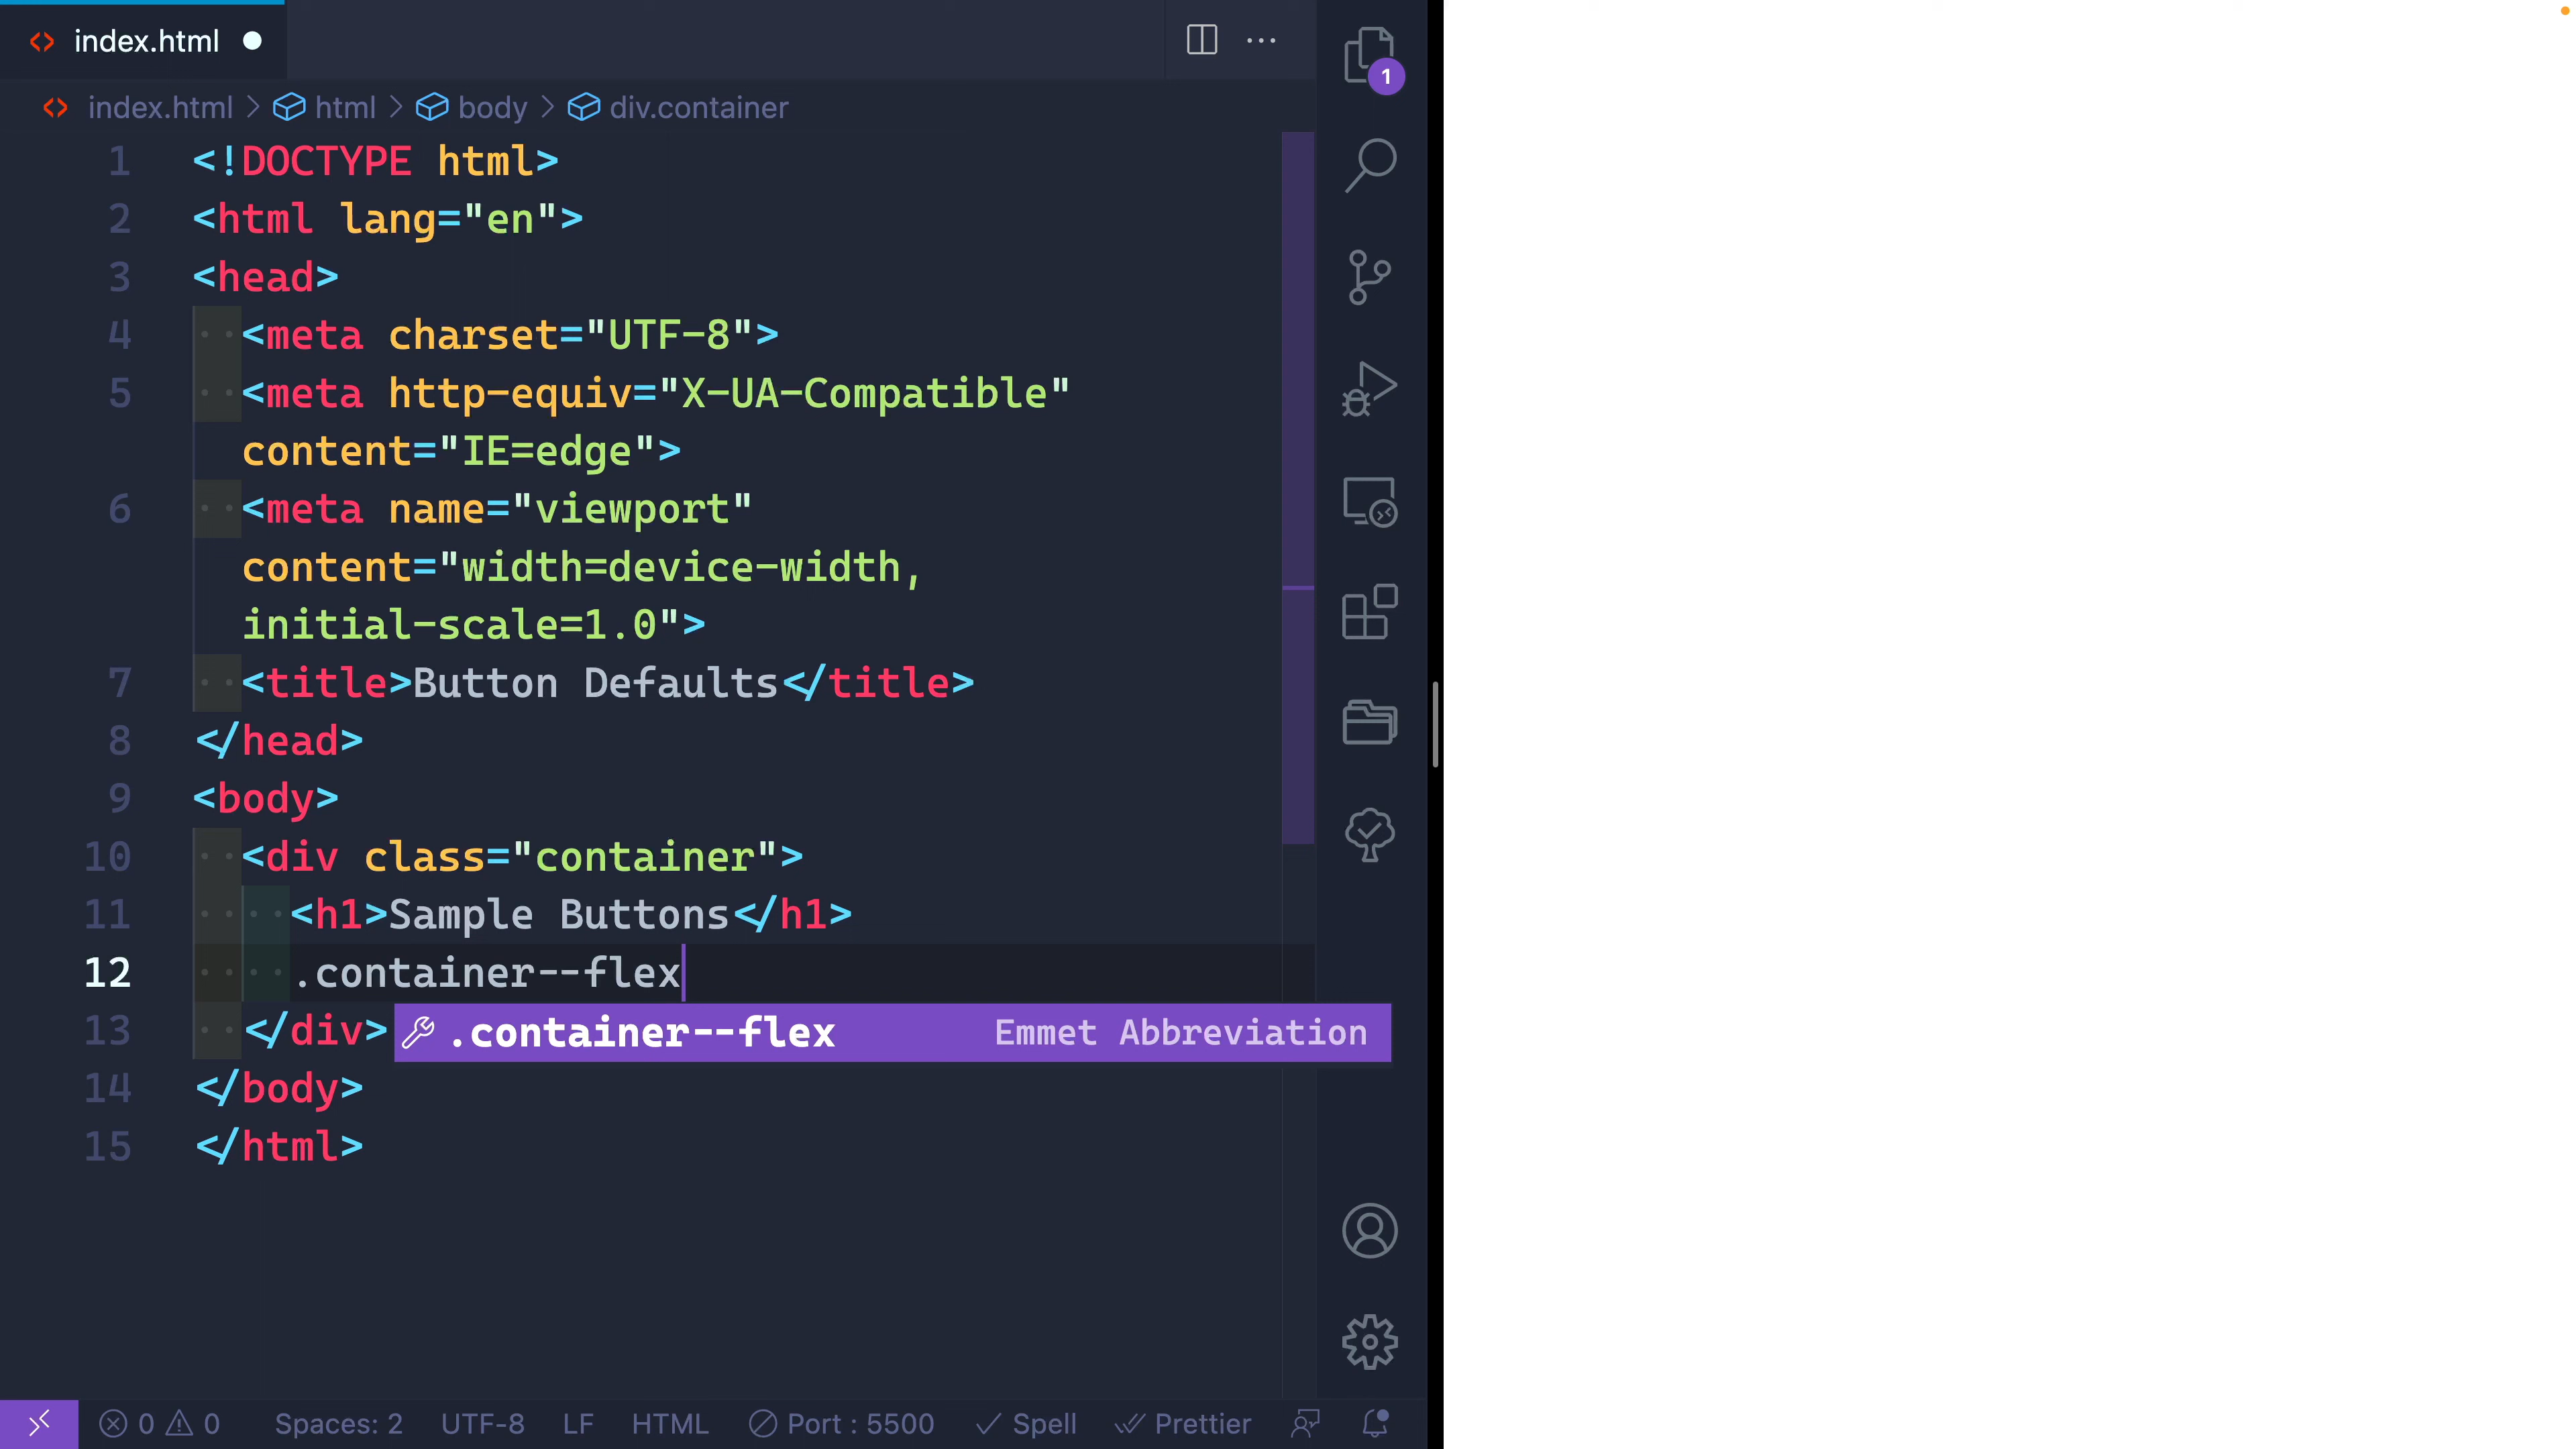 index.html
1
index.html > html > body > div.container
1 <!DOCTYPE html>
2 <html lang="en">
3 <head>
4 <meta charset="UTF-8">
5 <meta http-equiv="X-UA-Compatible"
content="IE=edge">
6 <meta name="viewport"
content="width=device-width,
initial-scale=1.0">
7 <title>Button Defaults</title>
8 </head>
9 <body>
10 <div class="container">
11 <h1>Sample Buttons</h1>
12 .container--flex
13 </div>
.container--flex Emmet Abbreviation
14 </body>
15 </html>
0 0 Spaces: 2 UTF-8 LF HTML Port : 5500 Spell Prettier